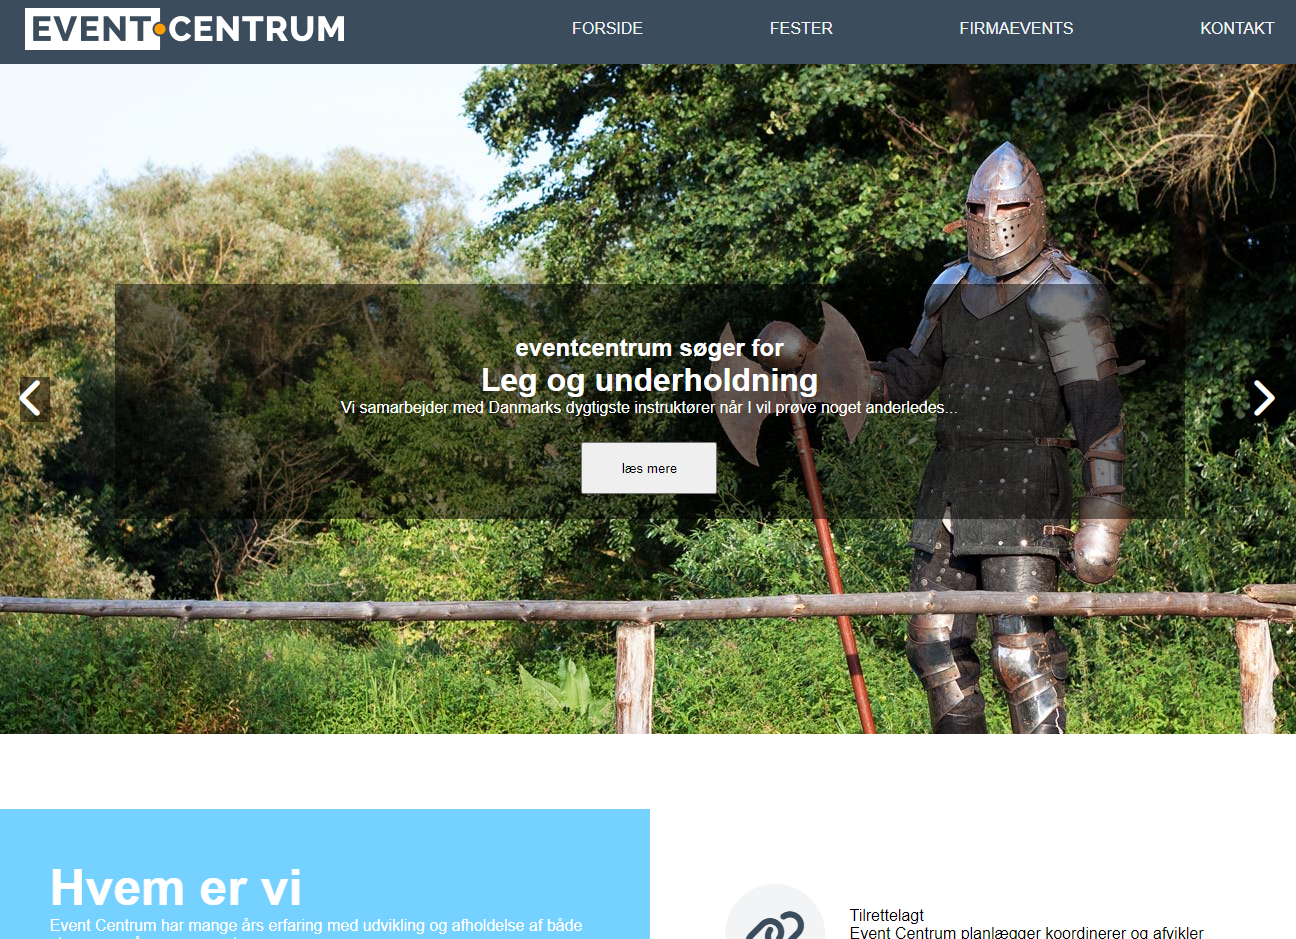 EVENT CENTRUM
FORSIDE
FESTER
FIRMAEVENTS
KONTAKT
eventcentrum søger for
Leg og underholdning
Vi samarbejder med Danmarks dygtigste instruktører når I vil prøve noget anderledes...
læs mere
Hvem er vi
Event Centrum har mange års erfaring med udvikling og afholdelse af både
Tilrettelagt
Event Centrum planlægger koordinerer og afvikler